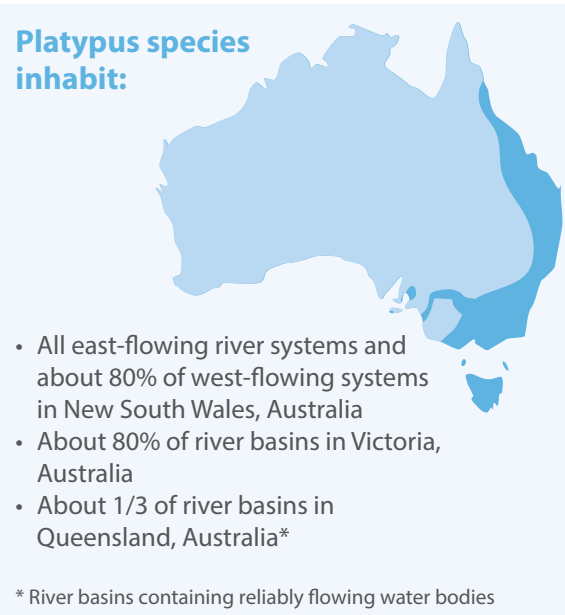 Platypus species
inhabit:
• All east-flowing river systems and
about 80% of west-flowing systems
in New South Wales, Australia
• About 80% of river basins in Victoria,
Australia
• About 1/3 of river basins in
Queensland, Australia*
* River basins containing reliably flowing water bodies